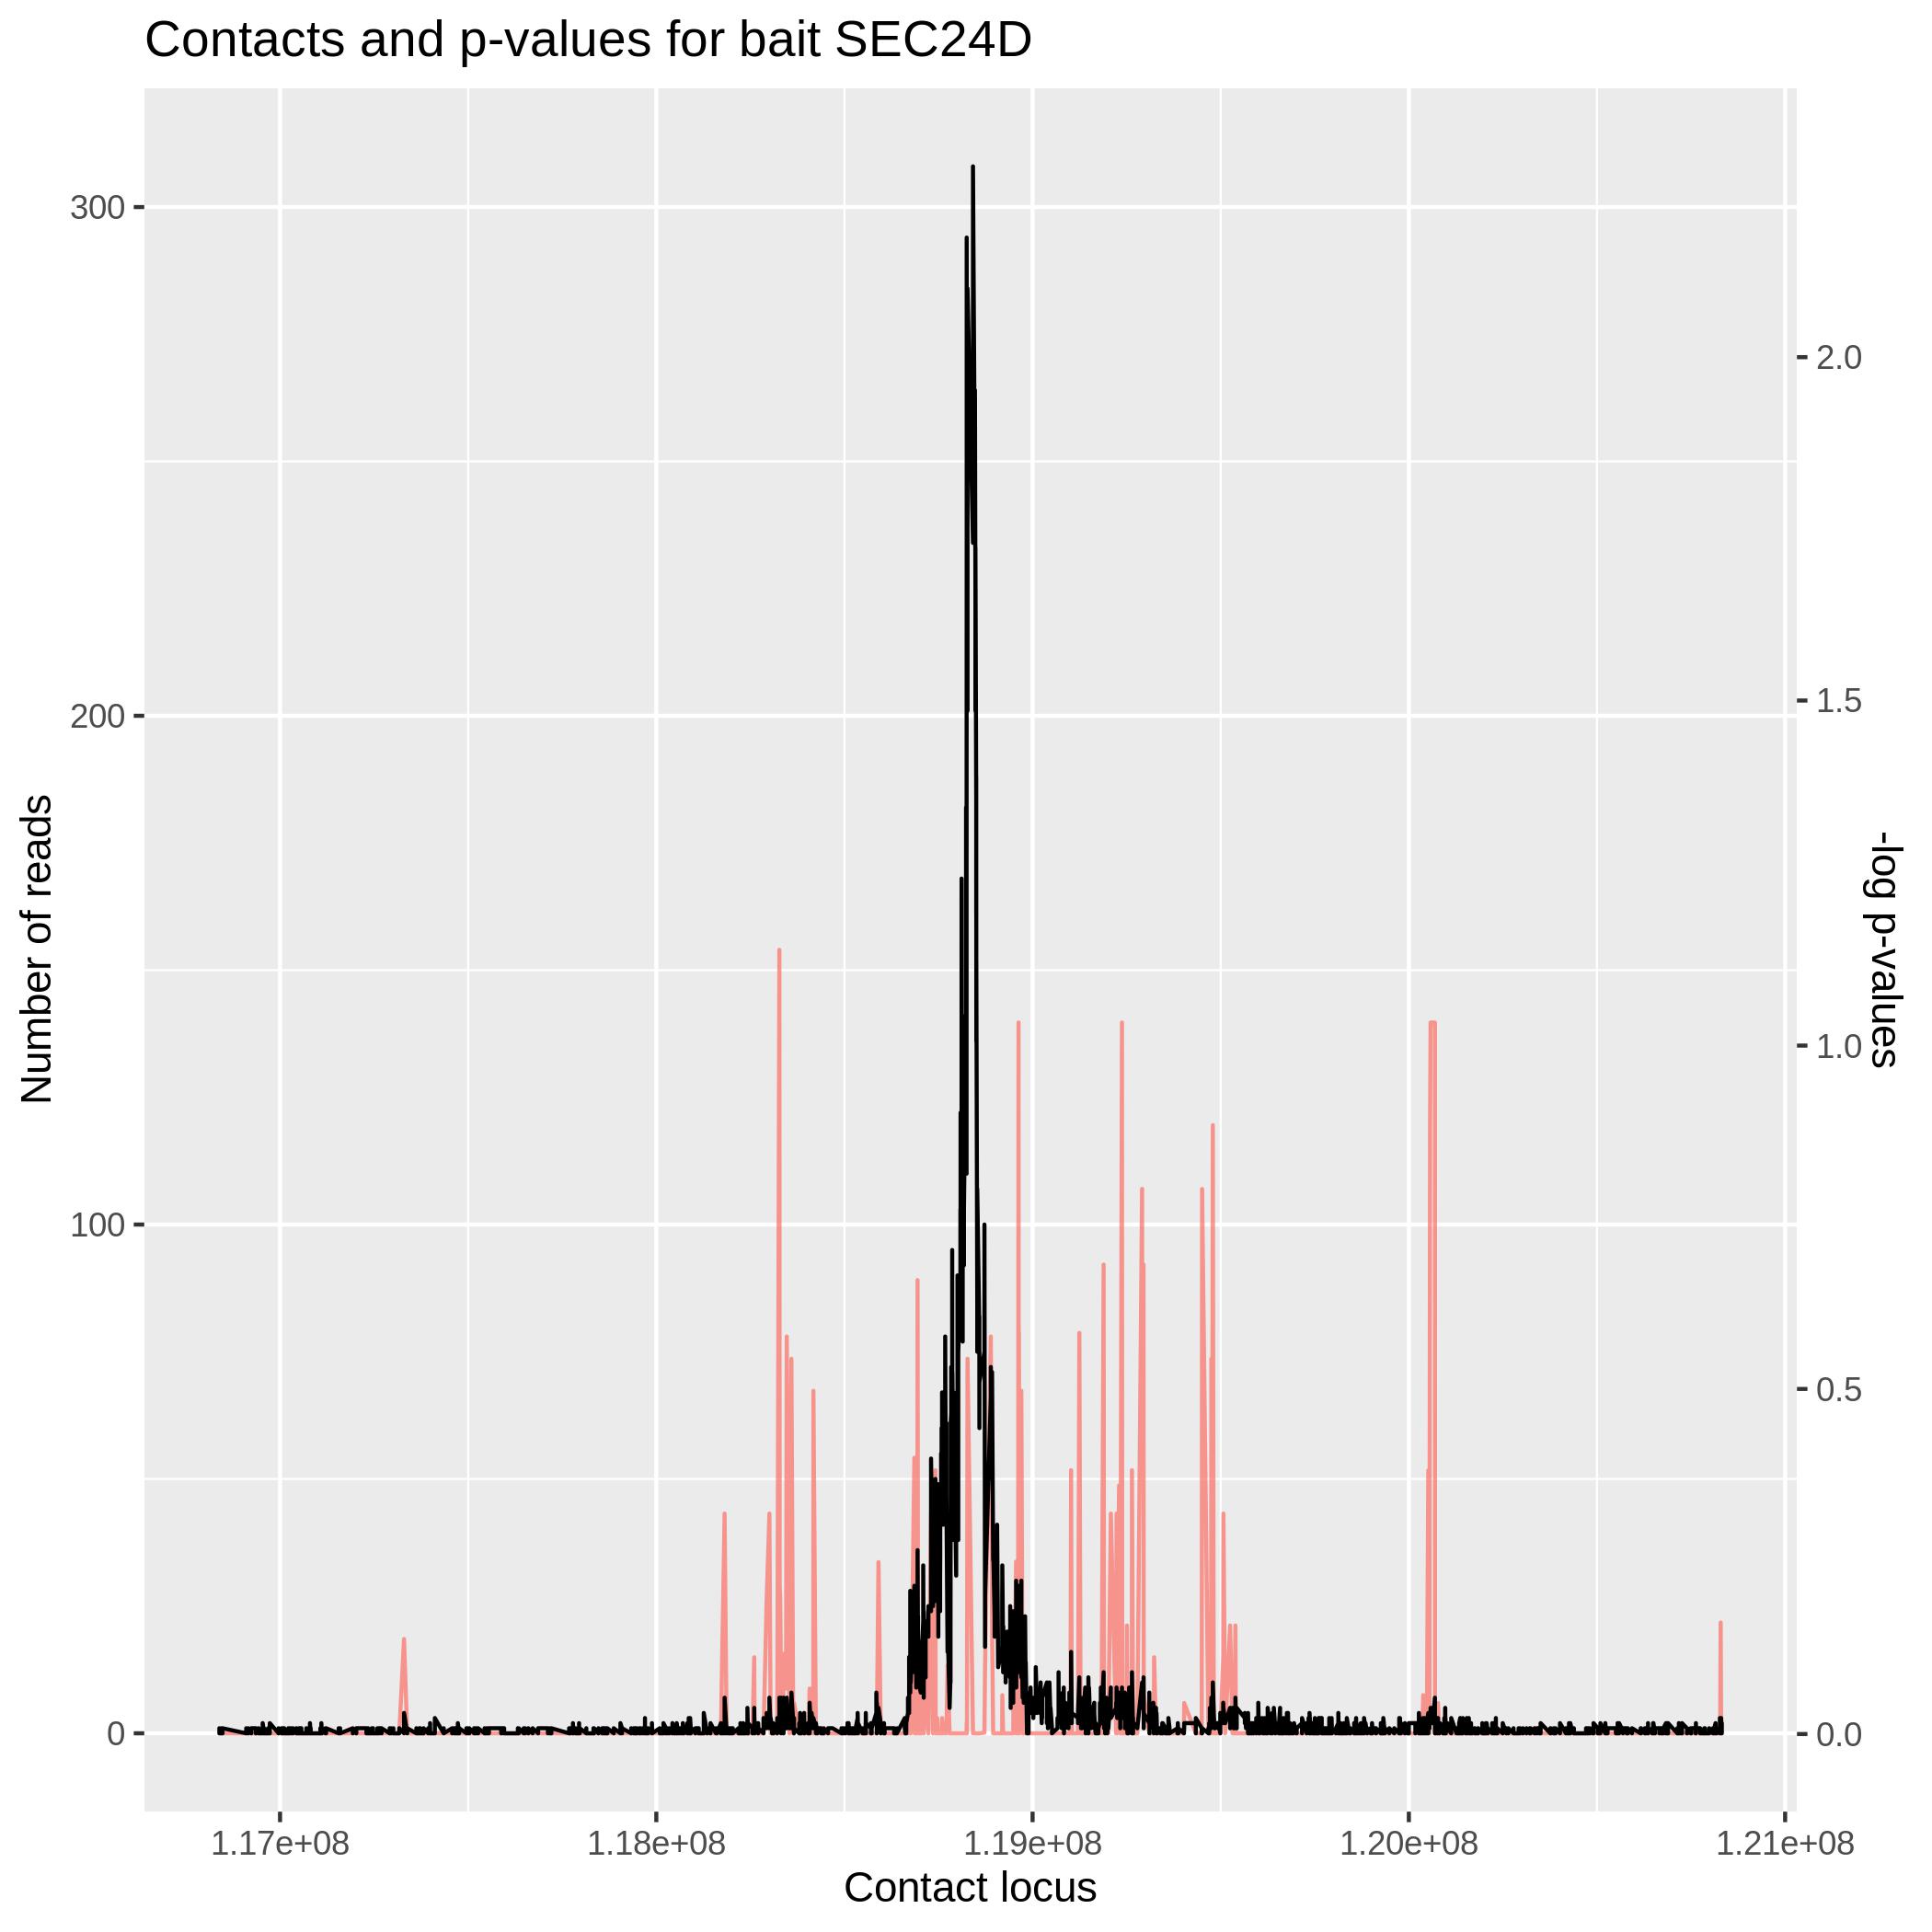 Contacts and p-values for bait SEC24D
300
200
100
0
Number of reads
2.0
1.5
1.0
0.5
0.0
-log p-values
1.17e+08
1.18e+08
1.19e+08
1.20e+08
1.21e+08
Contact locus